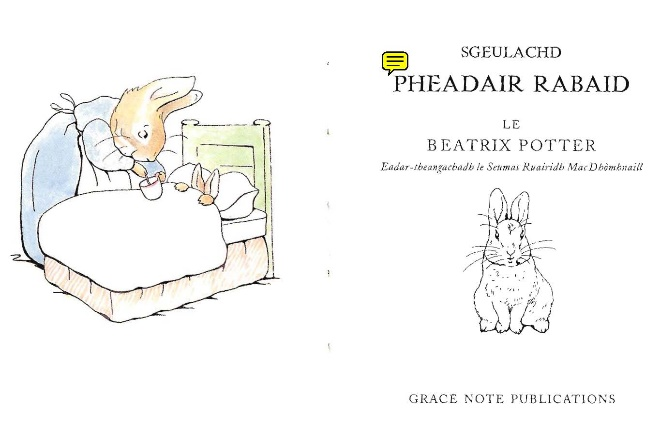 SGEULACHD
PHEADAIR RABAID
LE
BEATRIX POTTER
Eadar-theangachadh le Seumas Ruairidh MacDhòmhnaill
GRACE NOTE PUBLICATIONS